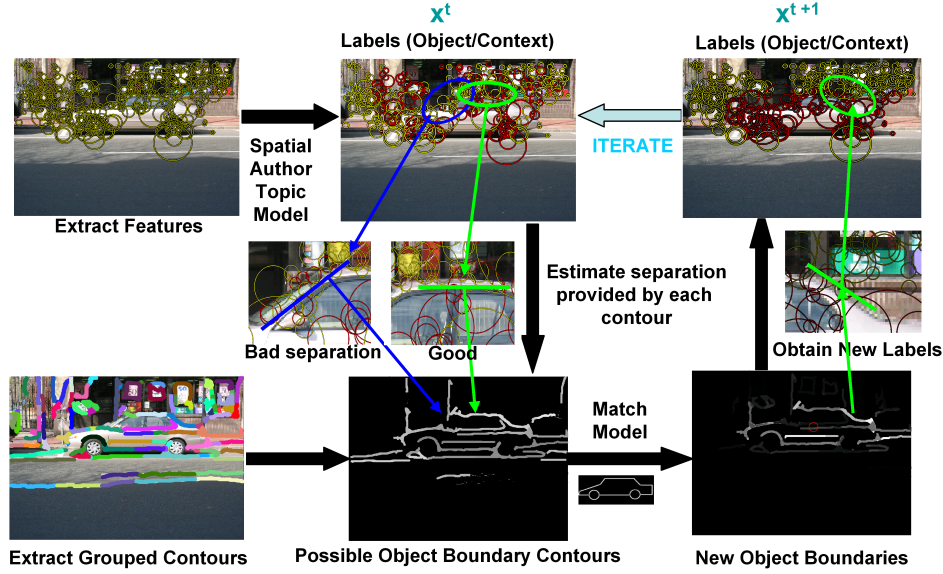 x^t
x^t+1
Labels (Object/Context)
Labels (Object/Context)
Spatial
Author
Topic
Model
ITERATE
Extract Features
Estimate separation
provided by each
contour
Bad separation
Good
Obtain New Labels
Match
Model
Extract Grouped Contours
Possible Object Boundary Contours
New Object Boundaries